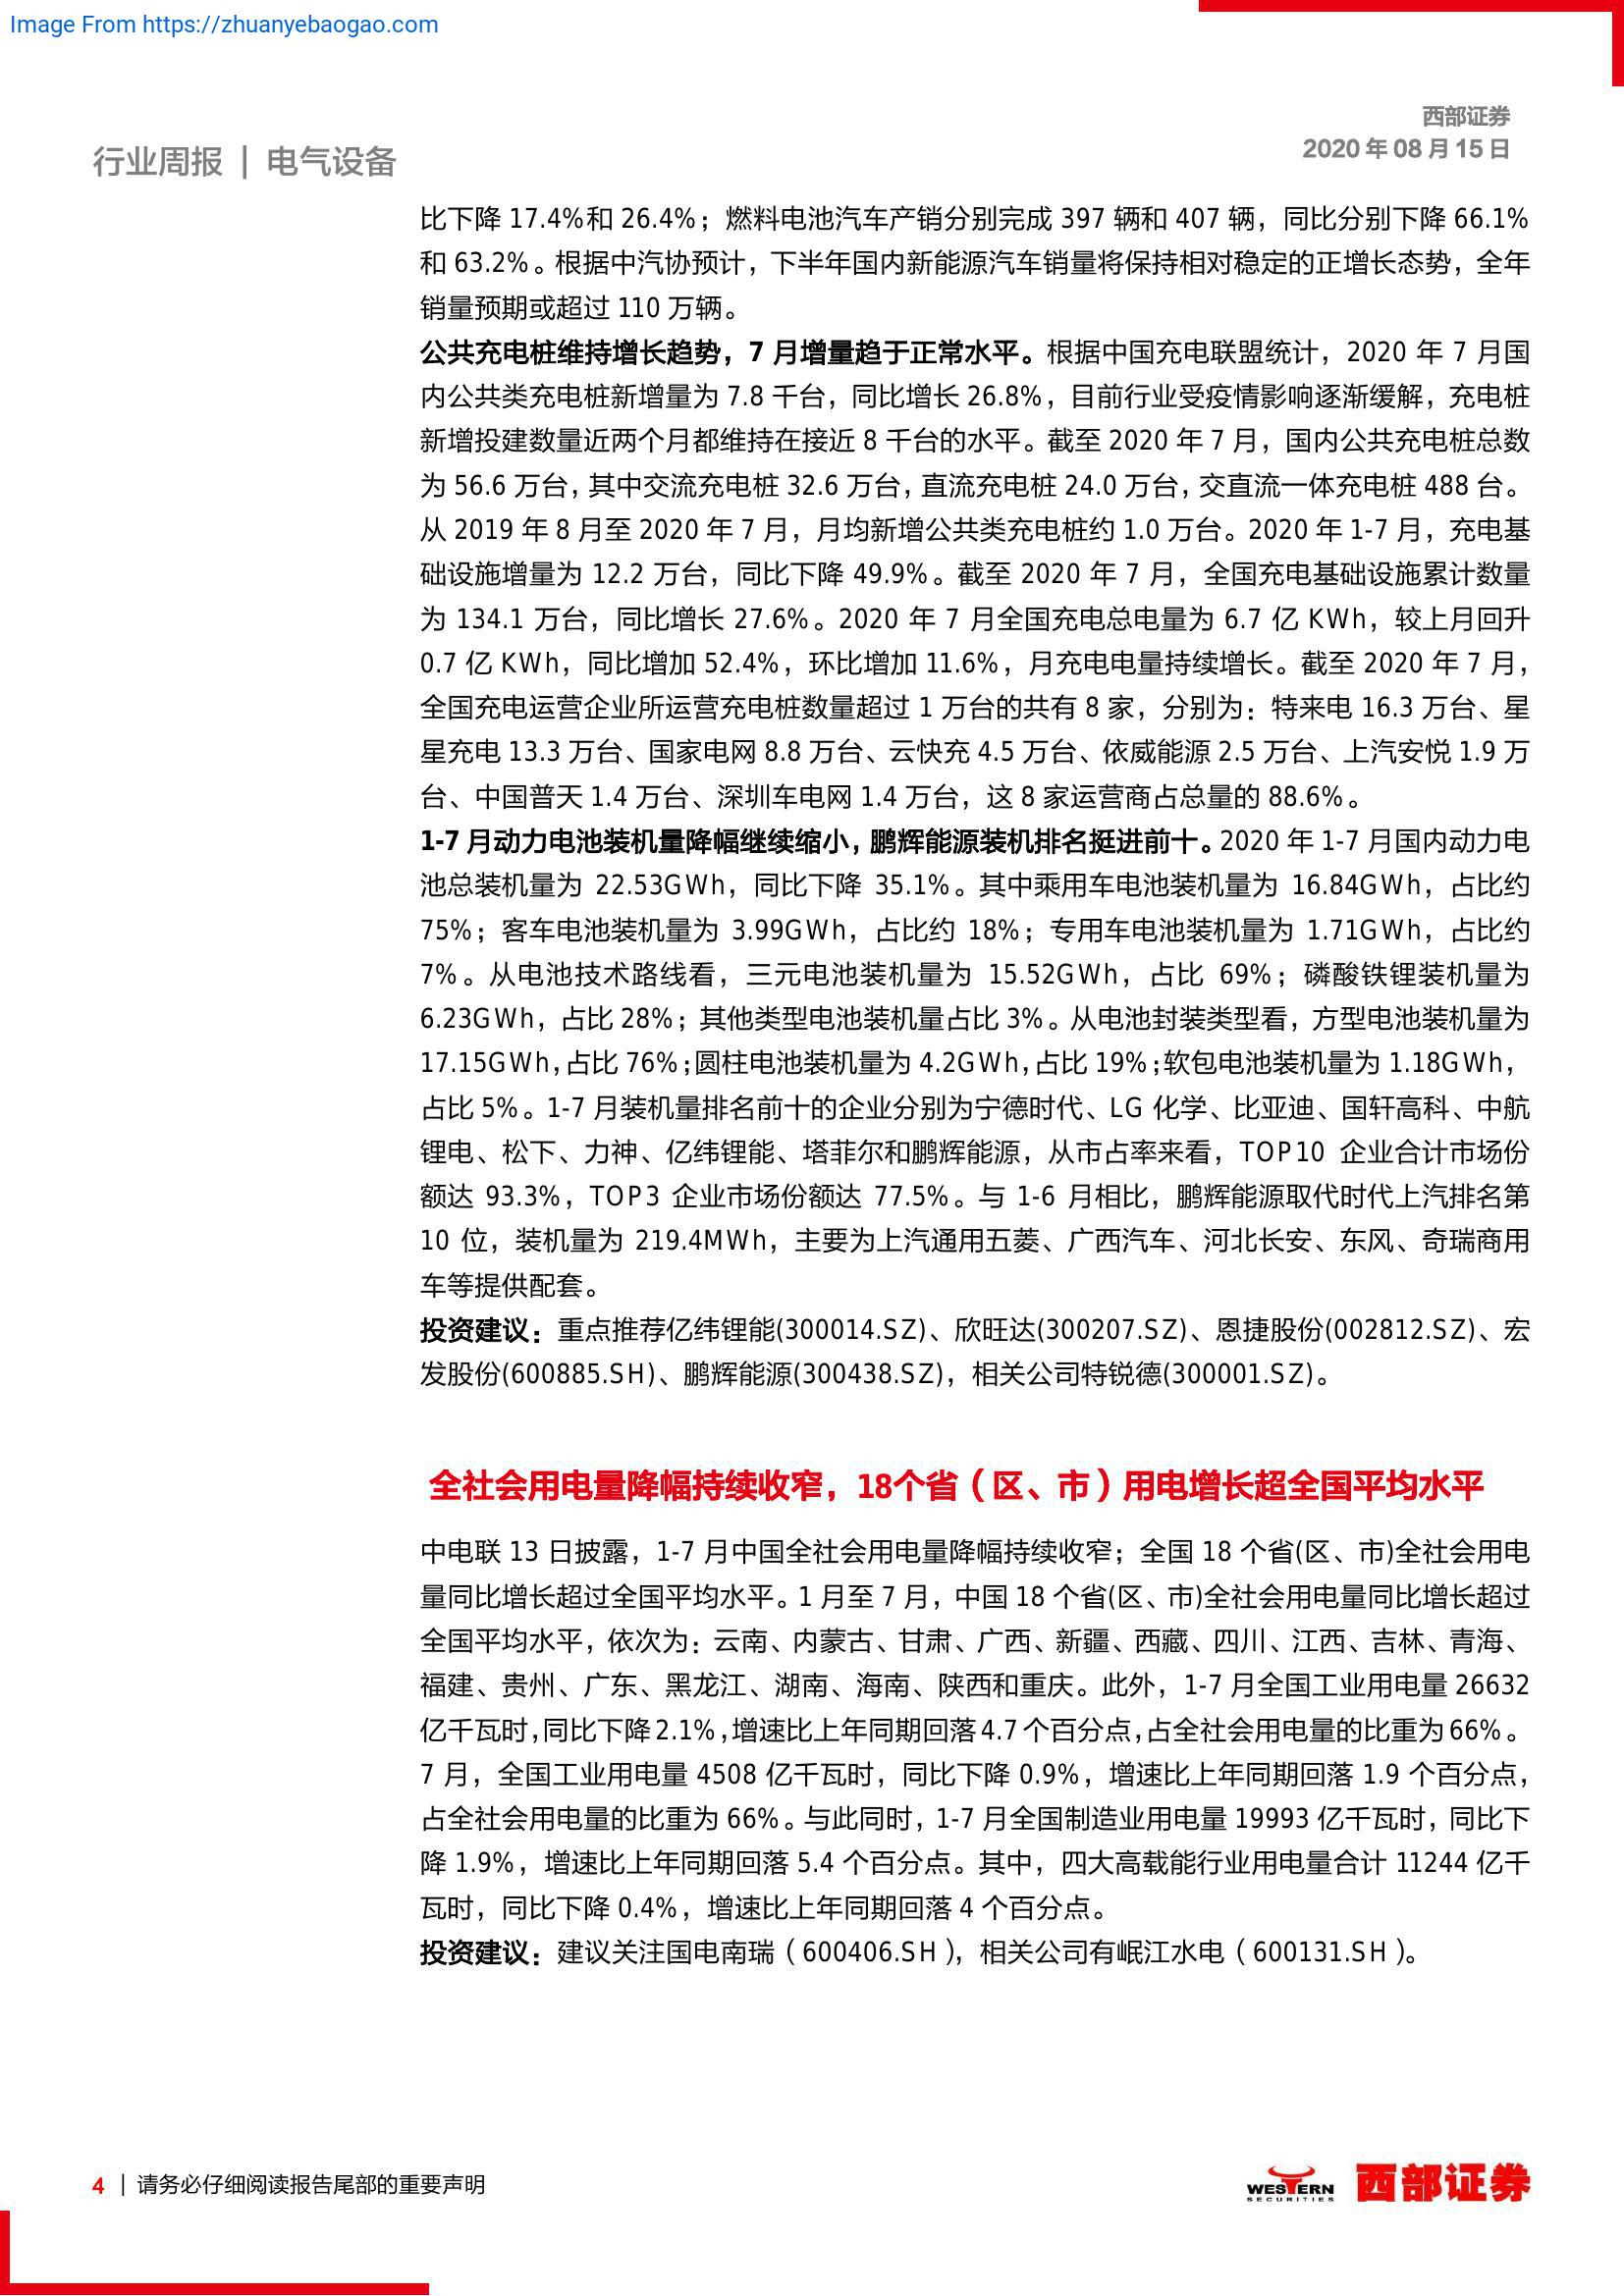 Image From https://zhuanyebaogao.com
西部证券
2020 年 08 月 15 日
行业周报 | 电气设备
比下降 17.4%和 26.4%；燃料电池汽车产销分别完成 397 辆和 407 辆，同比分别下降 66.1%
和 63.2%。根据中汽协预计，下半年国内新能源汽车销量将保持相对稳定的正增长态势，全年
销量预期或超过 110 万辆。
公共充电桩维持增长趋势，7 月增量趋于正常水平。根据中国充电联盟统计，2020 年 7 月国
内公共类充电桩新增量为 7.8 千台，同比增长 26.8%，目前行业受疫情影响逐渐缓解，充电桩
新增投建数量近两个月都维持在接近 8 千台的水平。截至 2020 年 7 月，国内公共充电桩总数
为 56.6 万台，其中交流充电桩 32.6 万台，直流充电桩 24.0 万台，交直流一体充电桩 488 台。
从 2019 年 8 月至 2020 年 7 月，月均新增公共类充电桩约 1.0 万台。2020 年 1-7 月，充电基
础设施增量为 12.2 万台，同比下降 49.9%。截至 2020 年 7 月，全国充电基础设施累计数量
为 134.1 万台，同比增长 27.6%。2020 年 7 月全国充电总电量为 6.7 亿 KWh，较上月回升
0.7 亿 KWh，同比增加 52.4%，环比增加 11.6%，月充电电量持续增长。截至 2020 年 7 月，
全国充电运营企业所运营充电桩数量超过 1 万台的共有 8 家，分别为：特来电 16.3 万台、星
星充电 13.3 万台、国家电网 8.8 万台、云快充 4.5 万台、依威能源 2.5 万台、上汽安悦 1.9 万
台、中国普天 1.4 万台、深圳车电网 1.4 万台，这 8 家运营商占总量的 88.6%。
1-7 月动力电池装机量降幅继续缩小，鹏辉能源装机排名挺进前十。2020 年 1-7 月国内动力电
池总装机量为 22.53GWh，同比下降 35.1%。其中乘用车电池装机量为 16.84GWh，占比约
75%；客车电池装机量为 3.99GWh，占比约 18%；专用车电池装机量为 1.71GWh，占比约
7%。从电池技术路线看，三元电池装机量为 15.52GWh，占比 69%；磷酸铁锂装机量为
6.23GWh，占比 28%；其他类型电池装机量占比 3%。从电池封装类型看，方型电池装机量为
17.15GWh，占比 76%；圆柱电池装机量为 4.2GWh，占比 19%；软包电池装机量为 1.18GWh，
占比 5%。1-7 月装机量排名前十的企业分别为宁德时代、LG 化学、比亚迪、国轩高科、中航
锂电、松下、力神、亿纬锂能、塔菲尔和鹏辉能源，从市占率来看，TOP10 企业合计市场份
额达 93.3%，TOP3 企业市场份额达 77.5%。与 1-6 月相比，鹏辉能源取代时代上汽排名第
10 位，装机量为 219.4MWh，主要为上汽通用五菱、广西汽车、河北长安、东风、奇瑞商用
车等提供配套。
投资建议：重点推荐亿纬锂能(300014.SZ)、欣旺达(300207.SZ)、恩捷股份(002812.SZ)、宏
发股份(600885.SH)、鹏辉能源(300438.SZ)，相关公司特锐德(300001.SZ)。
全社会用电量降幅持续收窄，18个省（区、市）用电增长超全国平均水平
中电联 13 日披露，1-7 月中国全社会用电量降幅持续收窄；全国 18 个省(区、市)全社会用电
量同比增长超过全国平均水平。1 月至 7 月，中国 18 个省(区、市)全社会用电量同比增长超过
全国平均水平，依次为：云南、内蒙古、甘肃、广西、新疆、西藏、四川、江西、吉林、青海、
福建、贵州、广东、黑龙江、湖南、海南、陕西和重庆。此外，1-7 月全国工业用电量 26632
亿千瓦时，同比下降 2.1%，增速比上年同期回落 4.7 个百分点，占全社会用电量的比重为 66%。
7 月，全国工业用电量 4508 亿千瓦时，同比下降 0.9%，增速比上年同期回落 1.9 个百分点，
占全社会用电量的比重为 66%。与此同时，1-7 月全国制造业用电量 19993 亿千瓦时，同比下
降 1.9%，增速比上年同期回落 5.4 个百分点。其中，四大高载能行业用电量合计 11244 亿千
瓦时，同比下降 0.4%，增速比上年同期回落 4 个百分点。
投资建议：建议关注国电南瑞（600406.SH），相关公司有岷江水电（600131.SH）。
4 | 请务必仔细阅读报告尾部的重要声明
WESTERN
SECURITIES
西部证券